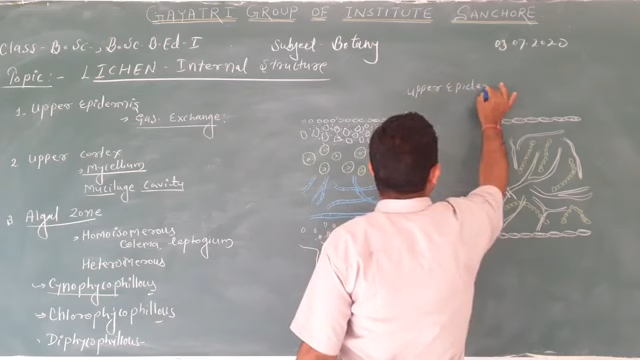 GAYATRI GROUP OF INSTITUTE SANCHORE
Class - B.Sc., B.Sc. B.Ed - I Subject Botany 03.07.2020
Topic:- LICHEN - Internal Structure
1. Upper epidermis
Gas Exchange
2. Upper cortex
Mycellum
Mucilage Cavity
3 Algal Zone
Homoisomerous
Colema leptogium
Heteromerous
Cynophycophillous
Chlorophycophillous
Diphycophillous
Upper Epider